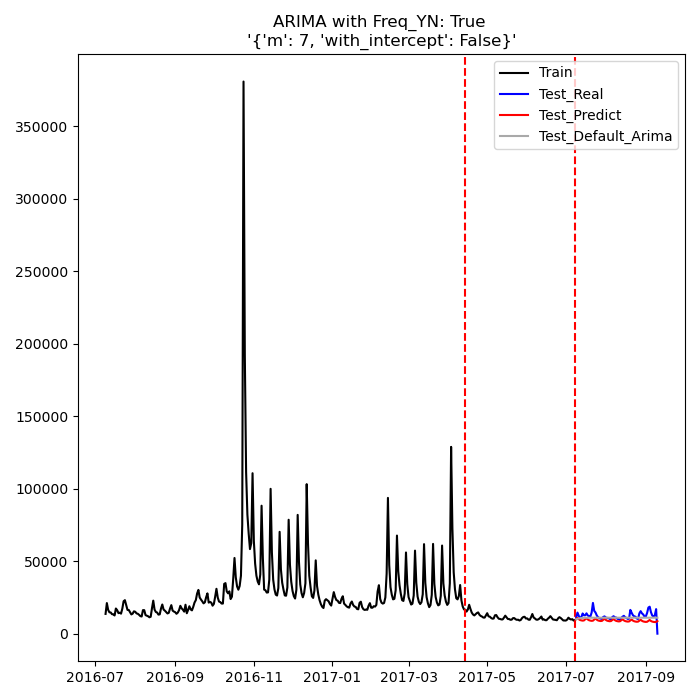 ARIMA with Freq_YN: True
'{'m': 7, 'with_intercept': False}'
Train
Test_Real
Test_Predict
Test_Default_Arima
350000
300000
250000
200000
150000
100000
50000
0
2016-07 2016-09 2016-11 2017-01 2017-03 2017-05 2017-07 2017-09